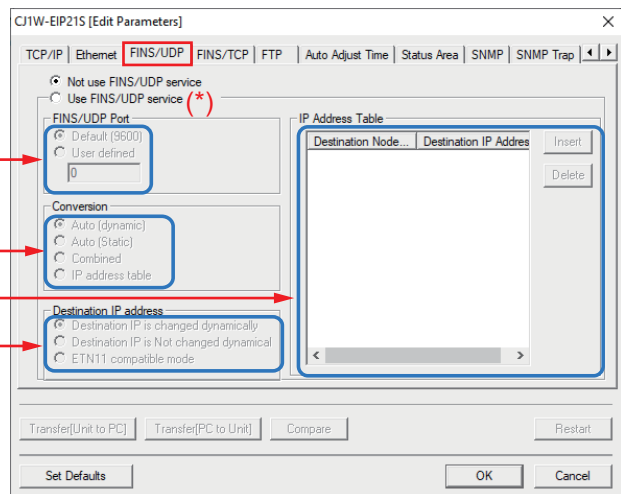 CJ1W-EIP21S [Edit Parameters]
TCP/IP Ethernet FINS/UDP FINS/TCP FTP Auto Adjust Time Status Area SNMP SNMP Trap
Not use FINS/UDP service
Use FINS/UDP service (*)
FINS/UDP Port
Default (9600)
User defined
0
Conversion
Auto (dynamic)
Auto (Static)
Combined
IP address table
Destination IP address
Destination IP is changed dynamically
Destination IP is Not changed dynamical
ETN11 compatible mode
IP Address Table
Destination Node... Destination IP Addres
Insert
Delete
Transfer[Unit to PC] Transfer[PC to Unit] Compare Restart
Set Defaults OK Cancel